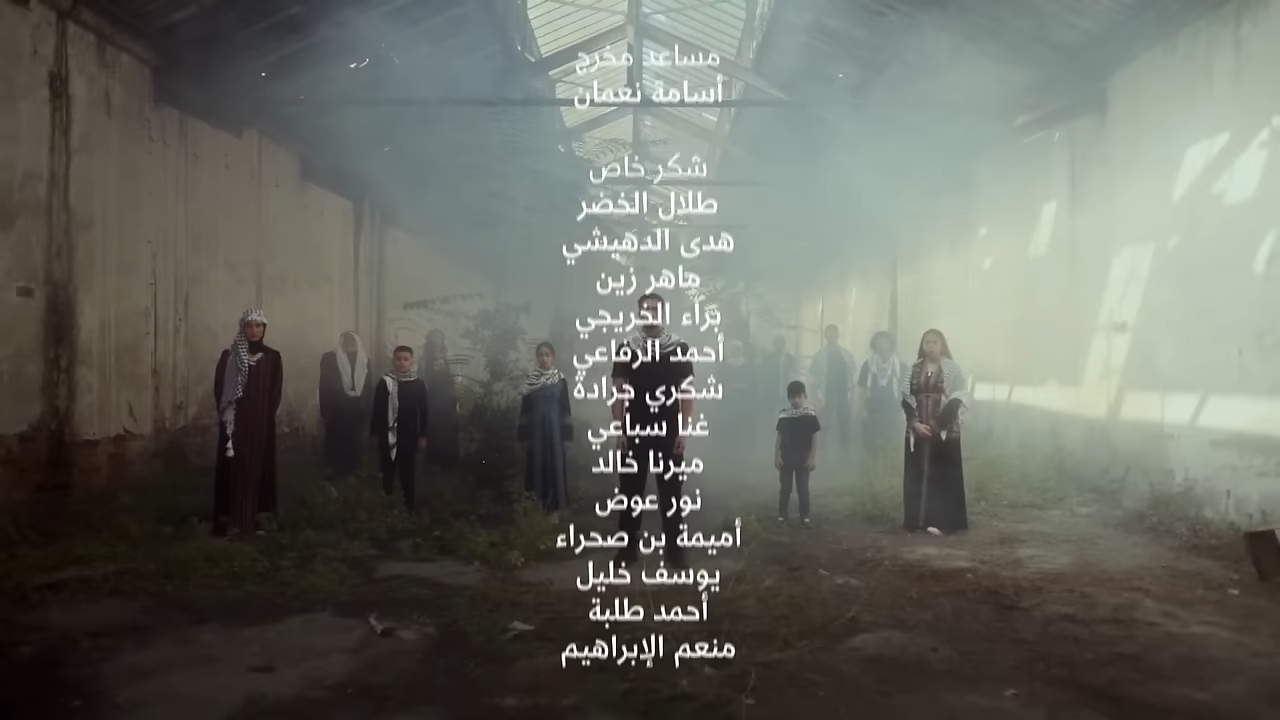 مساعد مخرج
أسامة نعمان
شكر خاص
طلال الخضر
هدى الدهيشي
ماهر زين
براء الخريجي
أحمد الرفاعي
شكري جرادة
غنا سباعي
ميرنا خالد
نور عوض
أميمة بن صحراء
يوسف خليل
أحمد طلبة
منعم الإبراهيم